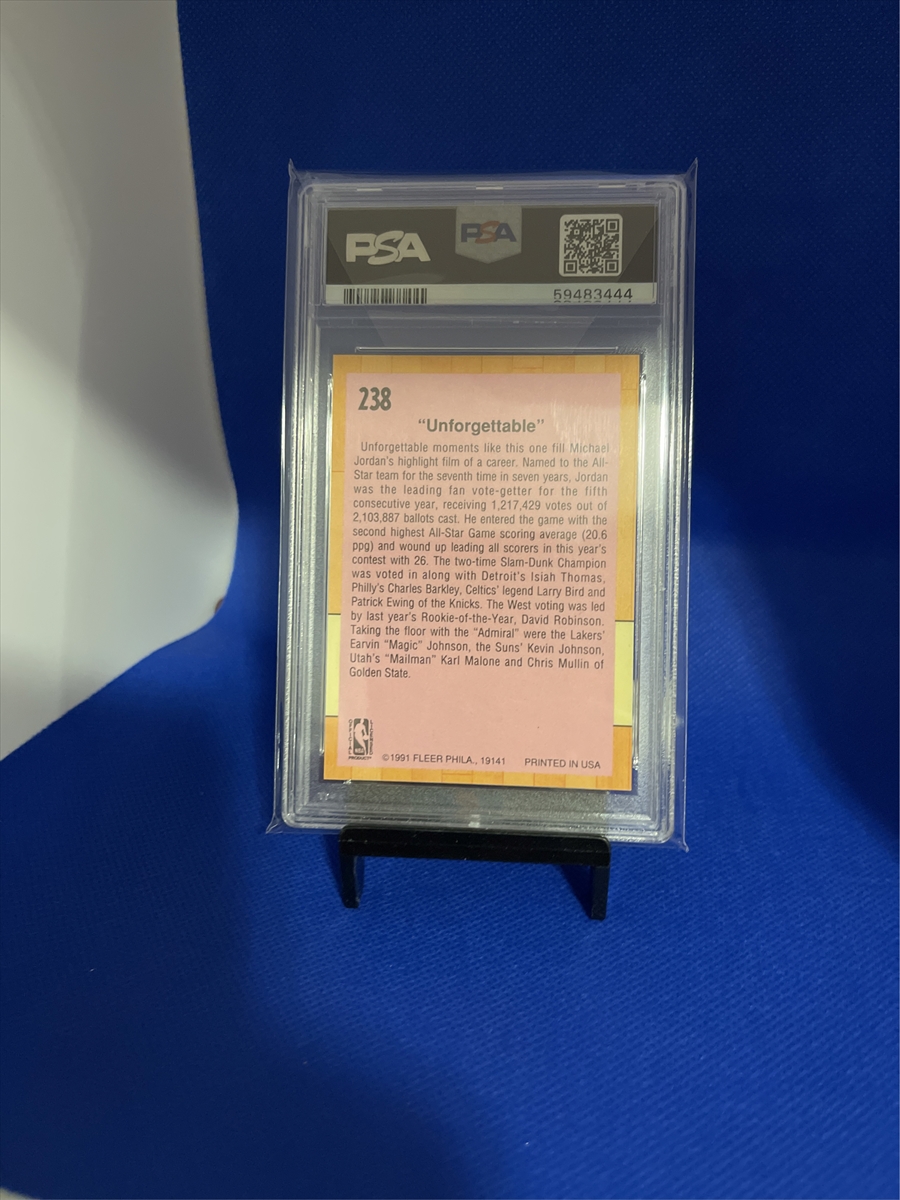 PSA
PSA
59483444
238
"Unforgettable"
Unforgettable moments like this one fill Michael
Jordan's highlight film of a career. Named to the All-
Star team for the seventh time in seven years, Jordan
was the leading fan vote-getter for the fifth
consecutive year, receiving 1,217,429 votes out of
2,103,887 ballots cast. He entered the game with the
second highest All-Star Game scoring average (20.6
ppg) and wound up leading all scorers in this year's
contest with 26. The two-time Slam-Dunk Champion
was voted in along with Detroit's Isiah Thomas,
Philly's Charles Barkley, Celtics' legend Larry Bird and
Patrick Ewing of the Knicks. The West voting was led
by last year's Rookie-of-the-Year, David Robinson.
Taking the floor with the "Admiral" were the Lakers'
Earvin "Magic" Johnson, the Suns' Kevin Johnson,
Utah's "Mailman" Karl Malone and Chris Mullin of
Golden State.
©1991 FLEER PHILA., 19141 PRINTED IN USA